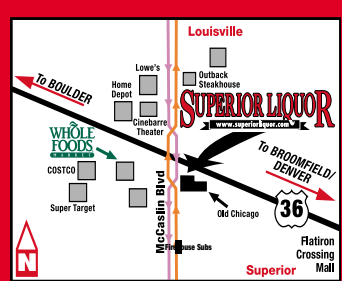 Louisville
Lowe's
To BOULDER
Home
Depot
Outback
Steakhouse
Cinebarre
Theater
SUPERIOR LIQUOR
www.superiorliquor.com
WHOLE
FOODS
MARKET
To BROOMFIELD/
DENVER
COSTCO
Super Target
McCaslin Blvd
Old Chicago
36
Firehouse Subs
Flatiron
Crossing
Mall
Superior
N